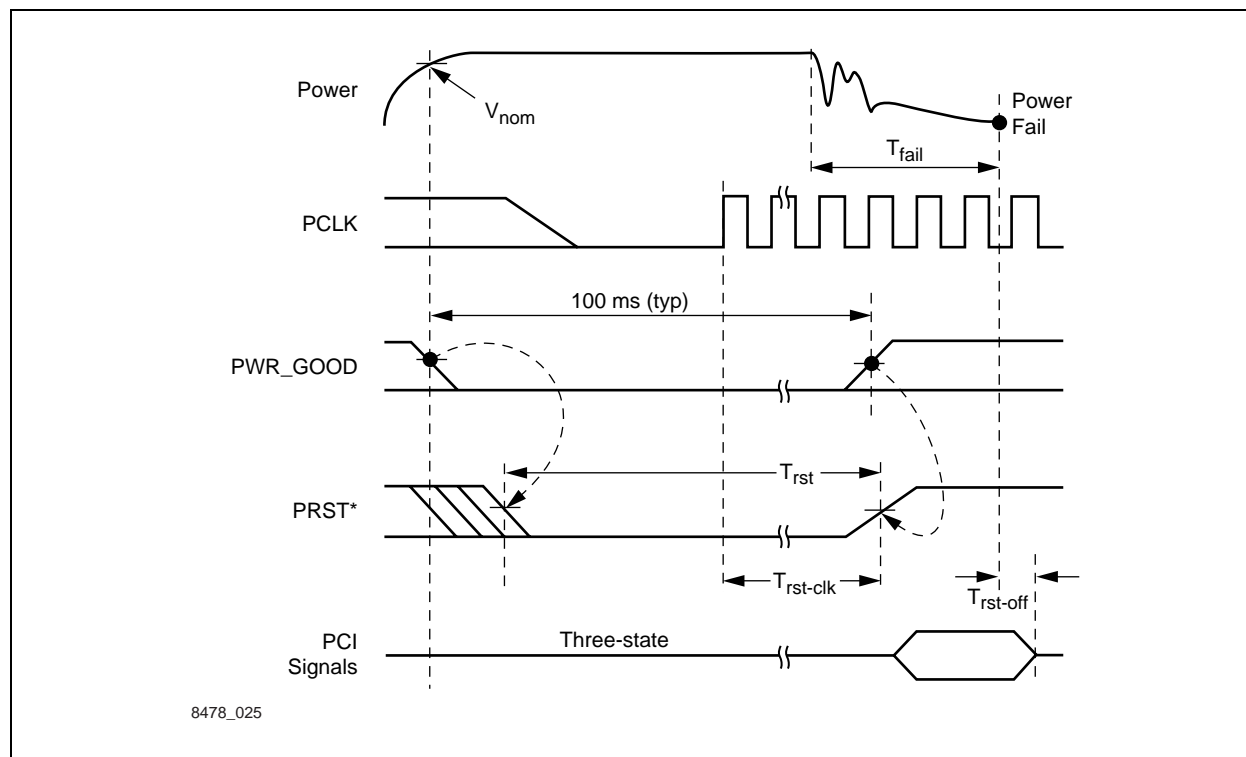 Power
V_nom
Power
Fail
T_fail
PCLK
100 ms (typ)
PWR_GOOD
T_rst
PRST*
T_rst-clk
T_rst-off
PCI
Signals
Three-state
8478_025